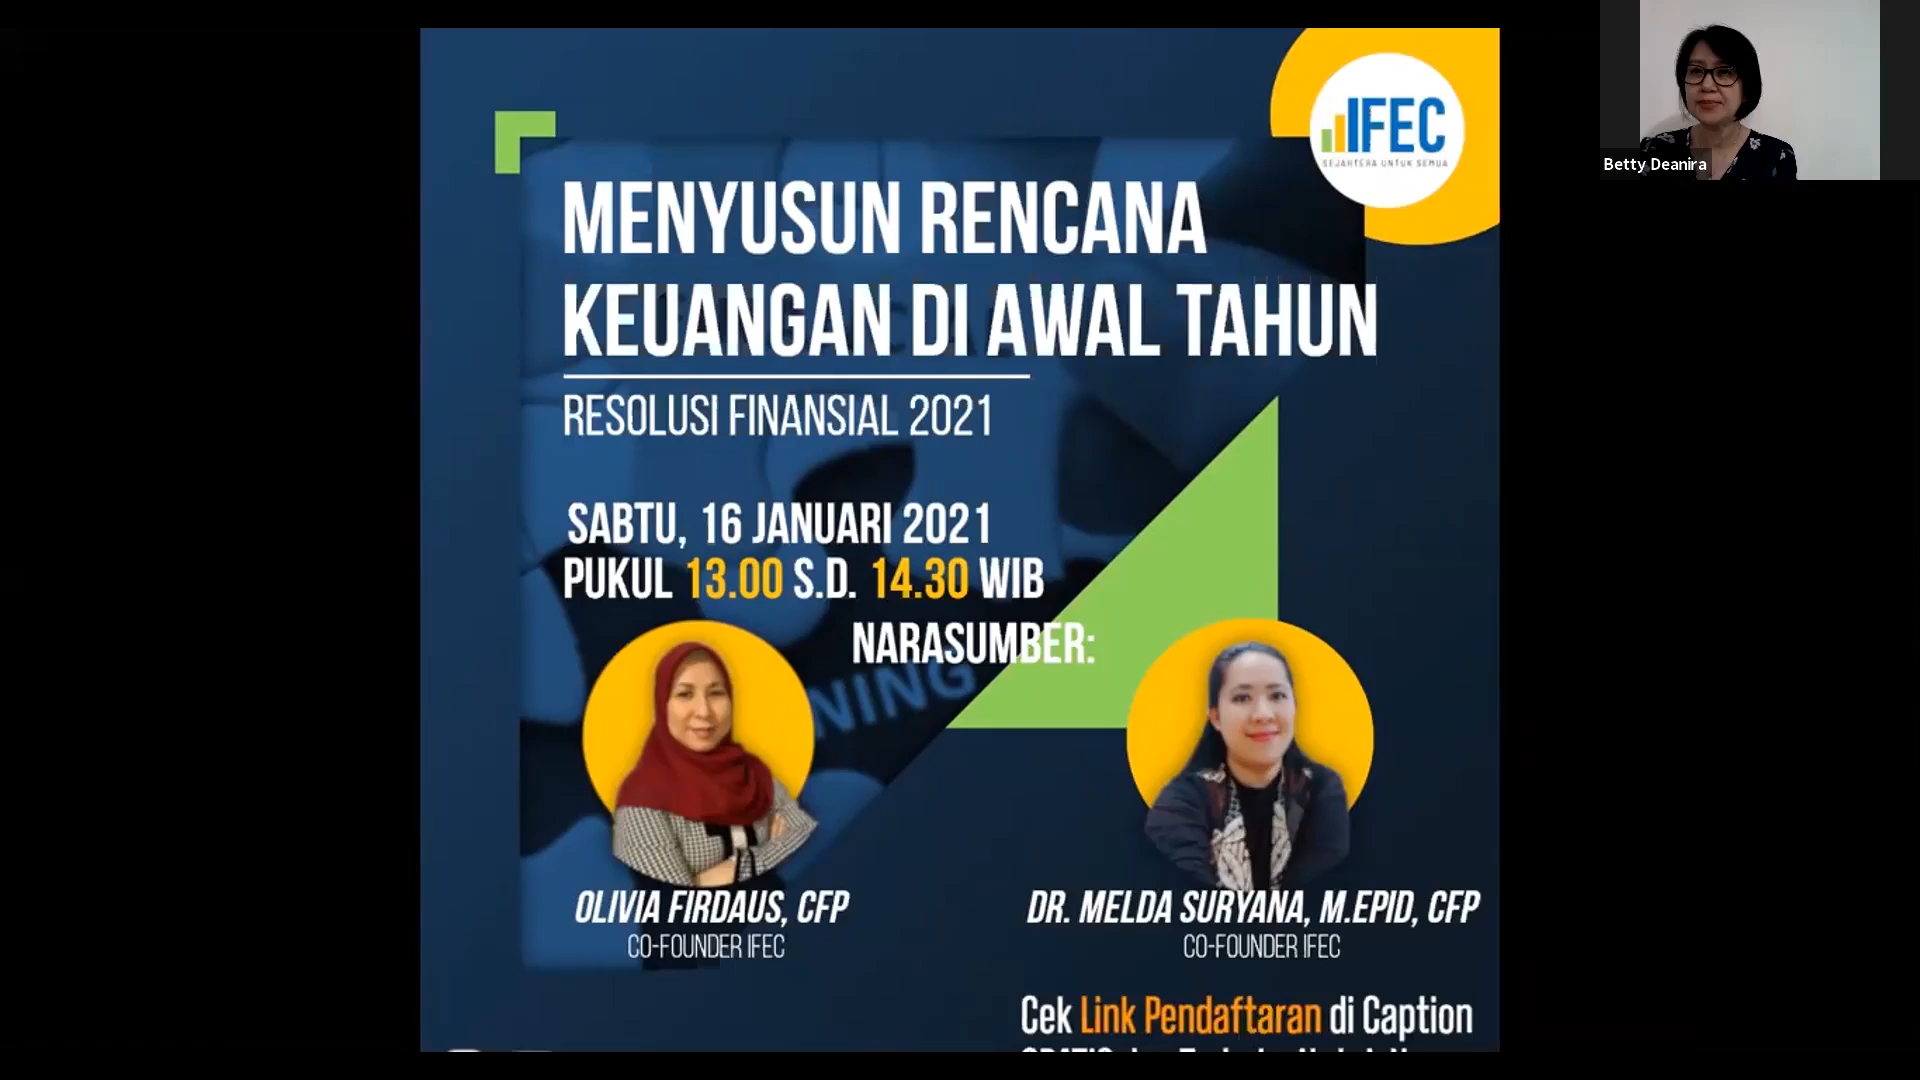 IFEC
SEJAHTERA UNTUK SEMUA
Betty Deanira
MENYUSUN RENCANA
KEUANGAN DI AWAL TAHUN
RESOLUSI FINANSIAL 2021
SABTU, 16 JANUARI 2021
PUKUL 13.00 S.D. 14.30 WIB
NARASUMBER:
NING
OLIVIA FIRDAUS, CFP
CO-FOUNDER IFEC
DR. MELDA SURYANA, M.EPID, CFP
CO-FOUNDER IFEC
Cek Link Pendaftaran di Caption